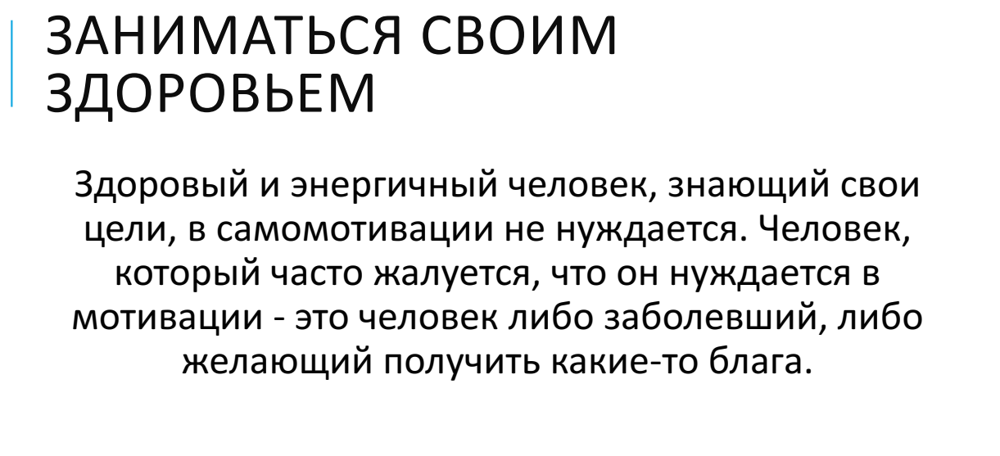 ЗАНИМАТЬСЯ СВОИМ
ЗДОРОВЬЕМ
Здоровый и энергичный человек, знающий свои
цели, в самомотивации не нуждается. Человек,
который часто жалуется, что он нуждается в
мотивации - это человек либо заболевший, либо
желающий получить какие-то блага.